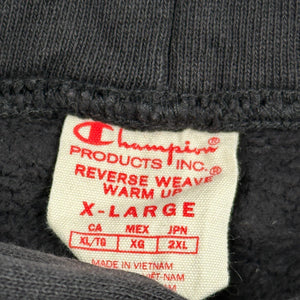 Champion
PRODUCTS INC.
REVERSE WEAVE
WARM UP
X-LARGE
CA MEX JPN
XL/TG XG 2XL
MADE IN VIETNAM